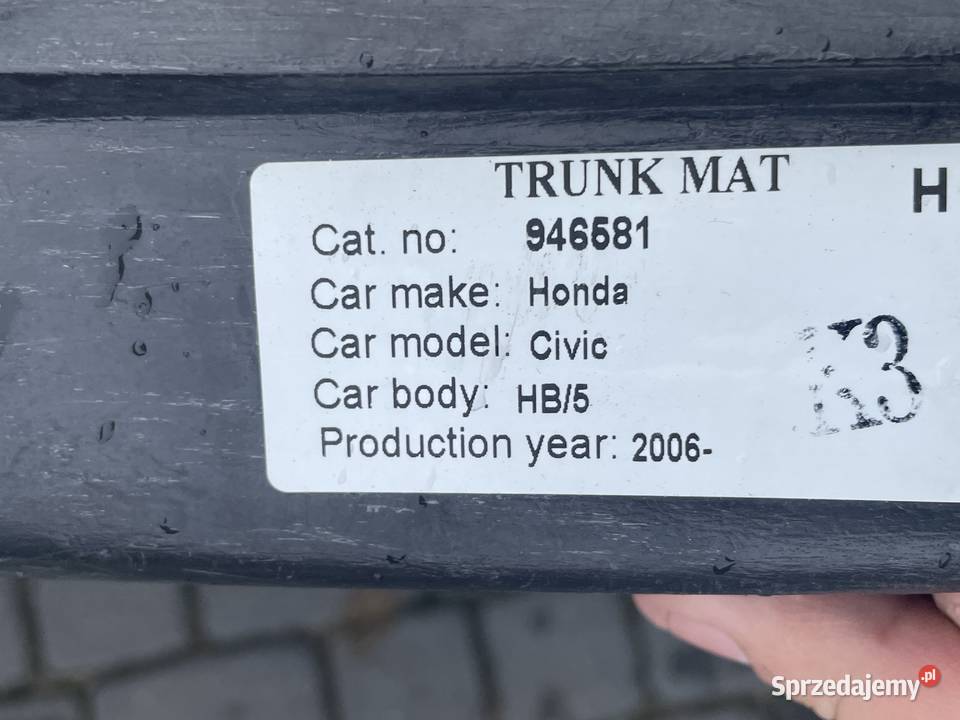 TRUNK MAT
H
Cat. no: 946581
Car make: Honda
Car model: Civic
Car body: HB/5
Production year: 2006-
K3
Sprzedajemy.pl